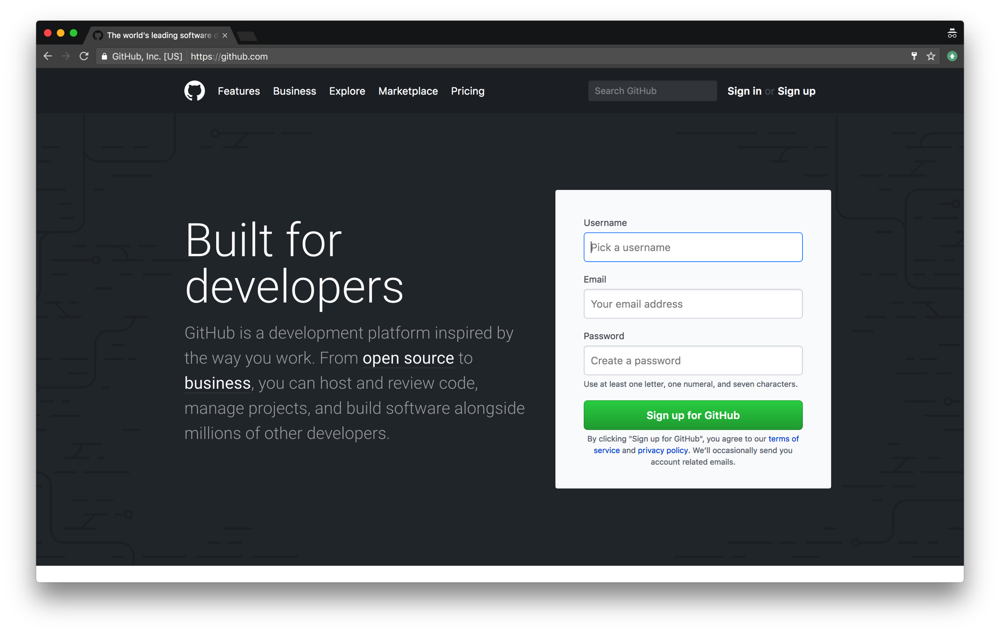 The world's leading software d
GitHub, Inc. [US] https://github.com
Features Business Explore Marketplace Pricing Search GitHub Sign in or Sign up
Built for
developers
GitHub is a development platform inspired by
the way you work. From open source to
business, you can host and review code,
manage projects, and build software alongside
millions of other developers.
Username
Pick a username
Email
Your email address
Password
Create a password
Use at least one letter, one numeral, and seven characters.
Sign up for GitHub
By clicking "Sign up for GitHub", you agree to our terms of
service and privacy policy. We’ll occasionally send you
account related emails.